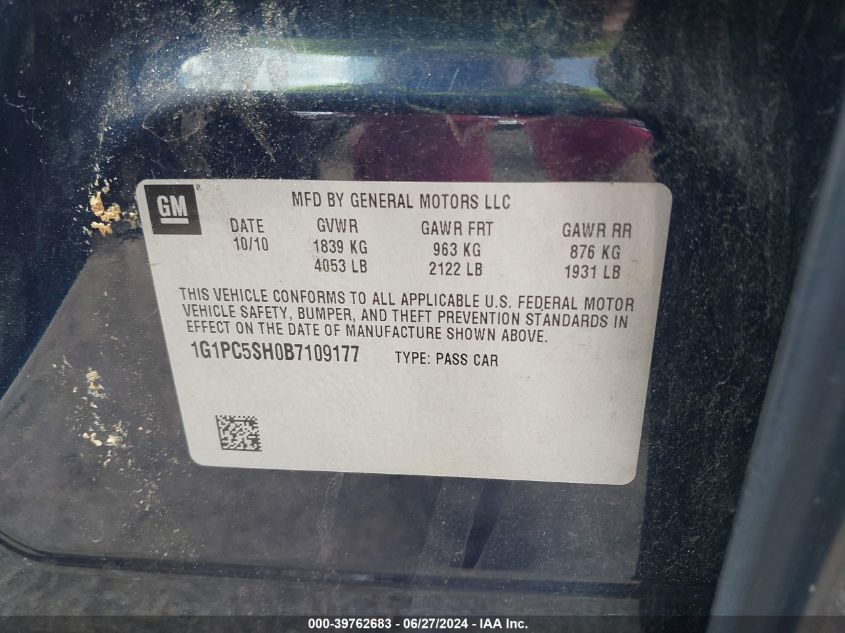 GM ®
MFD BY GENERAL MOTORS LLC
DATE GVWR GAWR FRT GAWR RR
10/10 1839 KG 963 KG 876 KG
4053 LB 2122 LB 1931 LB
THIS VEHICLE CONFORMS TO ALL APPLICABLE U.S. FEDERAL MOTOR
VEHICLE SAFETY, BUMPER, AND THEFT PREVENTION STANDARDS IN
EFFECT ON THE DATE OF MANUFACTURE SHOWN ABOVE.
1G1PC5SH0B7109177 TYPE: PASS CAR
000-39762683 - 06/27/2024 - IAA Inc.